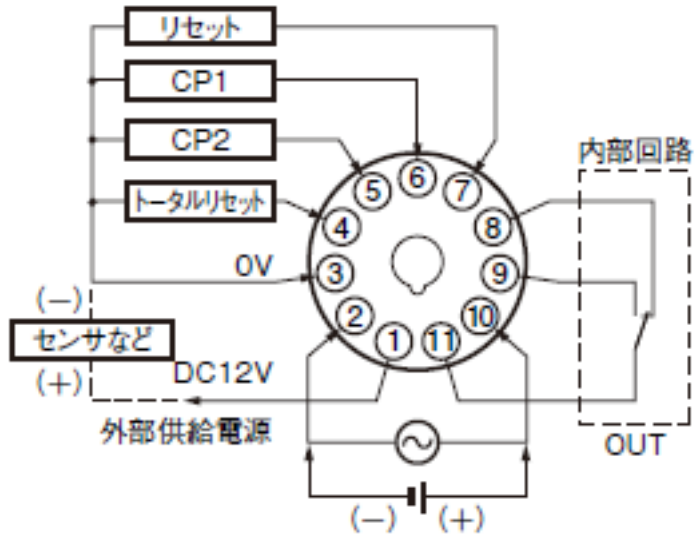 リセット
CP1
CP2
トータルリセット
内部回路
6
5
7
4
8
0V
3
9
(−)
2
10
センサなど
1
11
(+)
DC12V
外部供給電源
OUT
(−)
(+)